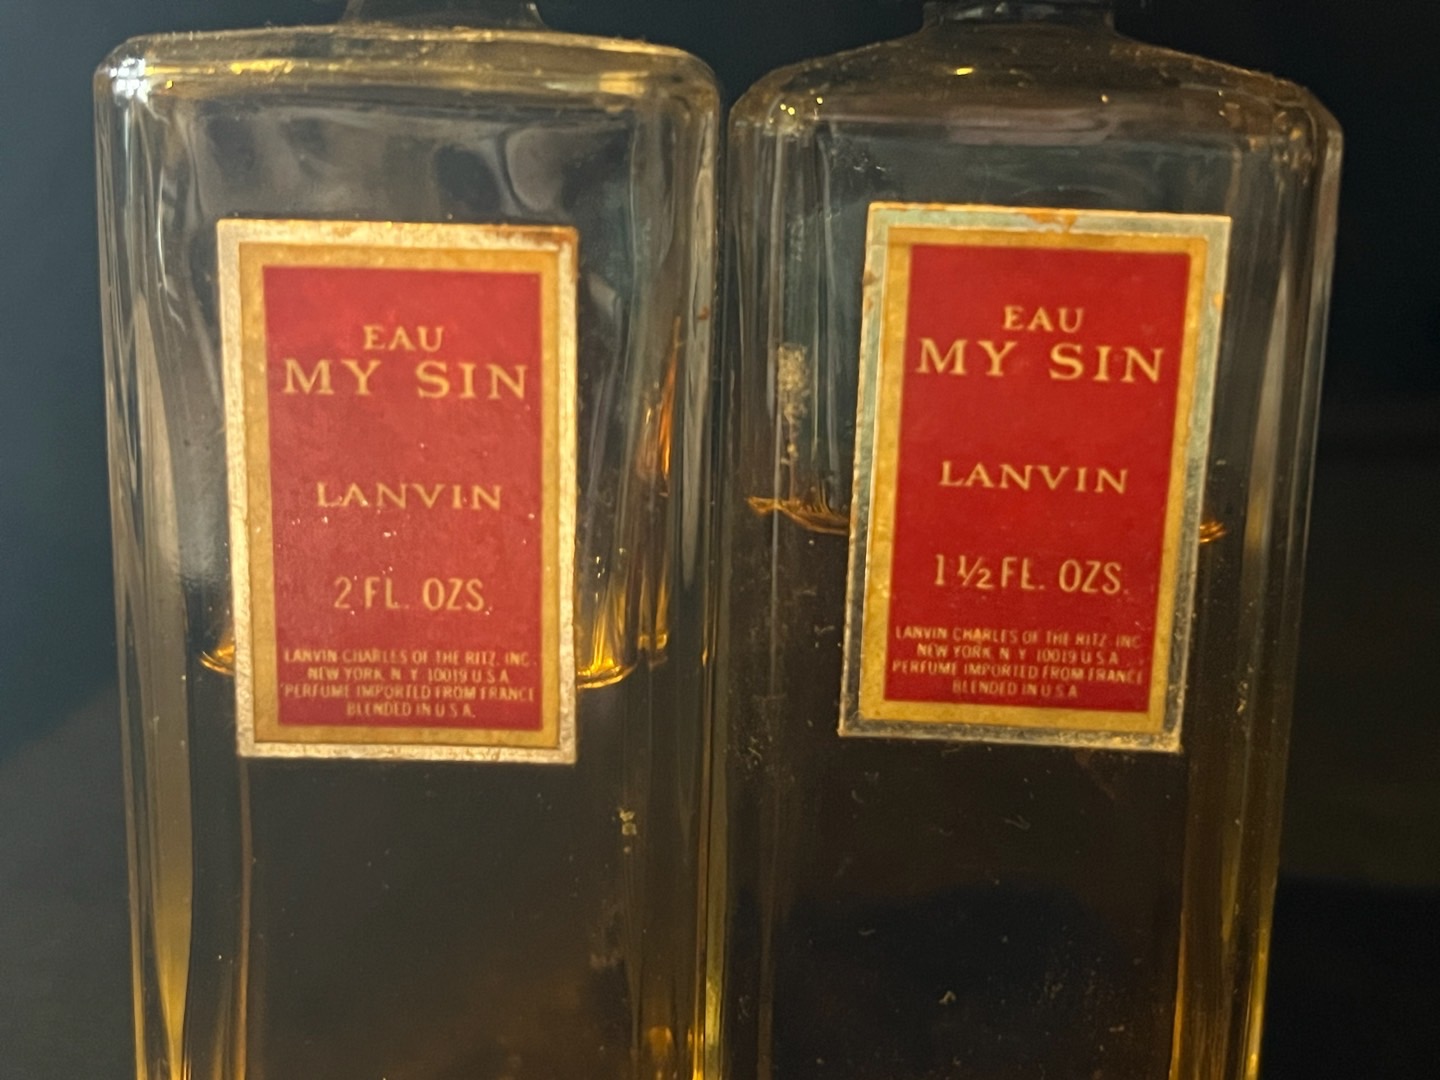 EAU
MY SIN
LANVIN
2 FL. OZS.
LANVIN CHARLES OF THE RITZ, INC.
NEW YORK N Y 10019 U S A
PERFUME IMPORTED FROM FRANCE
BLENDED IN U S A.
EAU
MY SIN
LANVIN
1 1/2 FL. OZS.
LANVIN CHARLES OF THE RITZ, INC
NEW YORK N Y 10019 U S A
PERFUME IMPORTED FROM FRANCE
BLENDED IN U S A